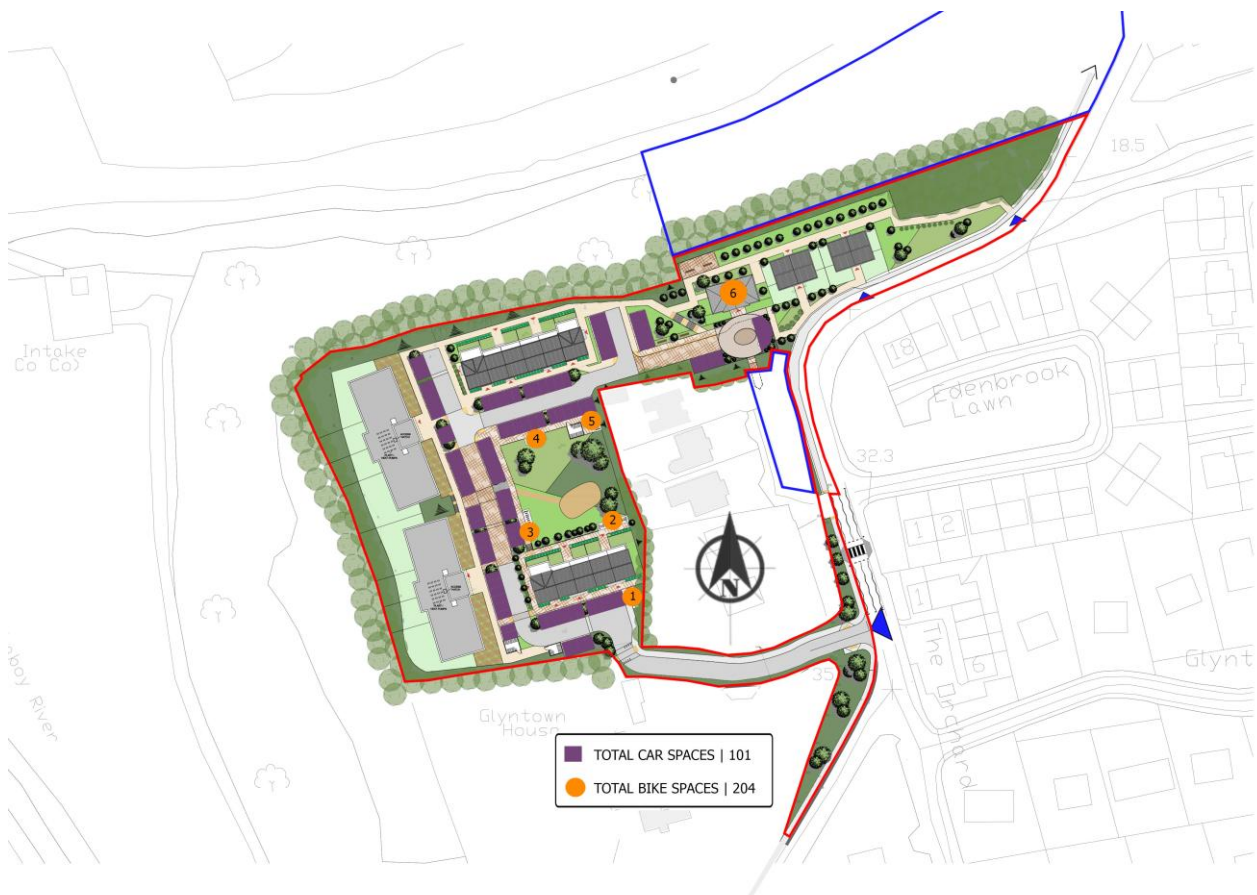 18.5
Intake
Co Co)
6
18
Edenbrook
Lawn
5
4
32.3
2
2
3
1
N
1
The Orchard
35
6
Glynt
boy River
Glyntown
House
TOTAL CAR SPACES | 101
TOTAL BIKE SPACES | 204